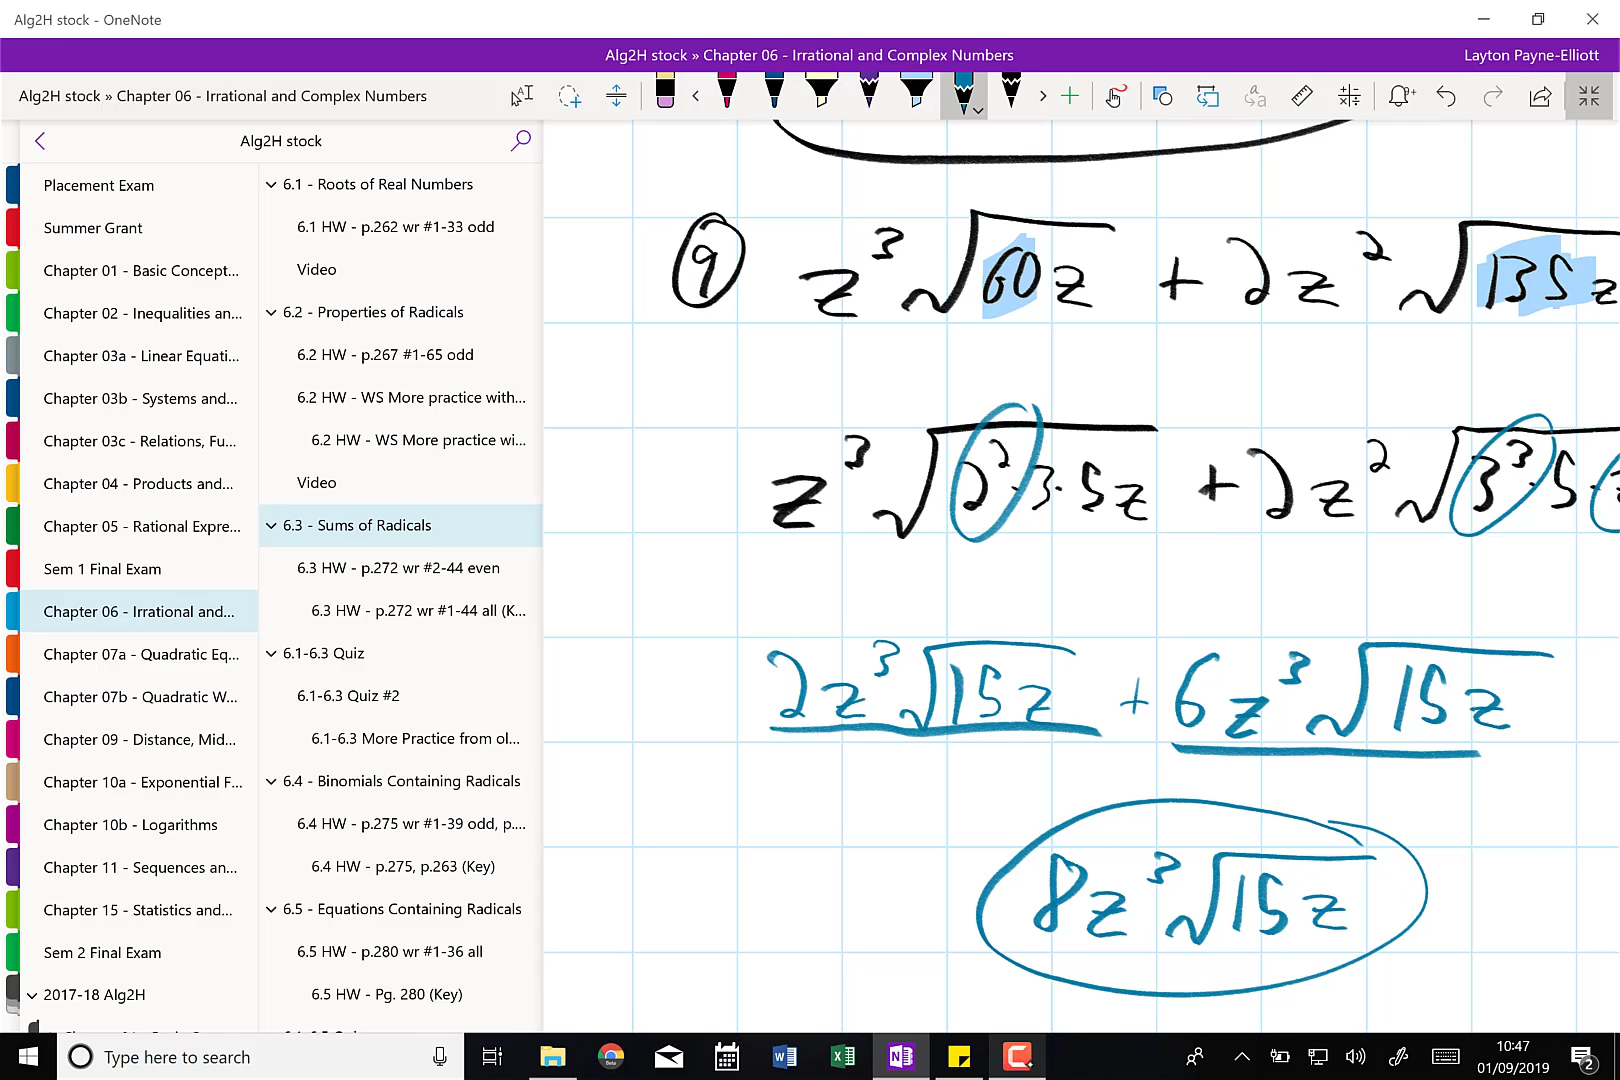 Alg2H stock - OneNote
Alg2H stock » Chapter 06 - Irrational and Complex Numbers
Layton Payne-Elliott
Alg2H stock » Chapter 06 - Irrational and Complex Numbers
Alg2H stock
Placement Exam
Summer Grant
Chapter 01 - Basic Concept...
Chapter 02 - Inequalities an...
Chapter 03a - Linear Equati...
Chapter 03b - Systems and...
Chapter 03c - Relations, Fu...
Chapter 04 - Products and...
Chapter 05 - Rational Expre...
Sem 1 Final Exam
Chapter 06 - Irrational and...
Chapter 07a - Quadratic Eq...
Chapter 07b - Quadratic W...
Chapter 09 - Distance, Mid...
Chapter 10a - Exponential F...
Chapter 10b - Logarithms
Chapter 11 - Sequences an...
Chapter 15 - Statistics and...
Sem 2 Final Exam
2017-18 Alg2H
6.1 - Roots of Real Numbers
6.1 HW - p.262 wr #1-33 odd
Video
6.2 - Properties of Radicals
6.2 HW - p.267 #1-65 odd
6.2 HW - WS More practice with...
6.2 HW - WS More practice wi...
Video
6.3 - Sums of Radicals
6.3 HW - p.272 wr #2-44 even
6.3 HW - p.272 wr #1-44 all (K...
6.1-6.3 Quiz
6.1-6.3 Quiz #2
6.1-6.3 More Practice from ol...
6.4 - Binomials Containing Radicals
6.4 HW - p.275 wr #1-39 odd, p....
6.4 HW - p.275, p.263 (Key)
6.5 - Equations Containing Radicals
6.5 HW - p.280 wr #1-36 all
6.5 HW - Pg. 280 (Key)
9 z³√60z + 2z²√135z
z³√2²·3·5z + 2z²√3³·5·
2z³√15z + 6z³√15z
8z³√15z
Type here to search
10:47
01/09/2019
2